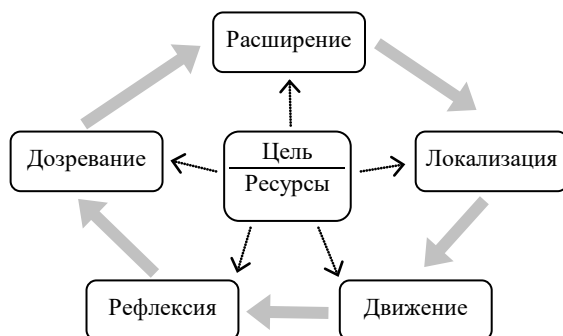 Расширение
Дозревание
Цель
Ресурсы
Локализация
Рефлексия
Движение